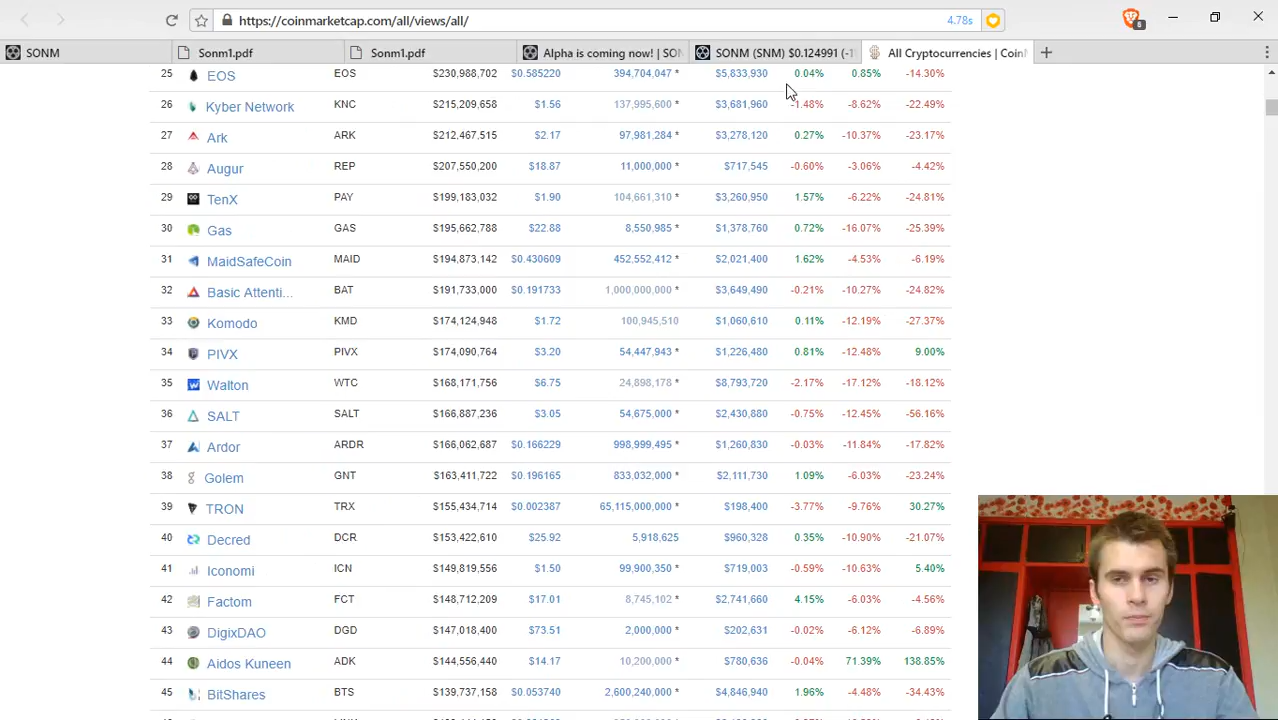 https://coinmarketcap.com/all/views/all/ 4.78s 6
SONM Sonm1.pdf Sonm1.pdf Alpha is coming now! | SON SONM (SNM) $0.124991 (-1 All Cryptocurrencies | Coin
25 EOS EOS $230,988,702 $0.585220 394,704,047 * $5,833,930 0.04% 0.85% -14.30%
26 Kyber Network KNC $215,209,658 $1.56 137,995,600 * $3,681,960 -1.48% -8.62% -22.49%
27 Ark ARK $212,467,515 $2.17 97,981,284 * $3,278,120 0.27% -10.37% -23.17%
28 Augur REP $207,550,200 $18.87 11,000,000 * $717,545 -0.60% -3.06% -4.42%
29 TenX PAY $199,183,032 $1.90 104,661,310 * $3,260,950 1.57% -6.22% -24.81%
30 Gas GAS $195,662,788 $22.88 8,550,985 * $1,378,760 0.72% -16.07% -25.39%
31 MaidSafeCoin MAID $194,873,142 $0.430609 452,552,412 * $2,021,400 1.62% -4.53% -6.19%
32 Basic Attenti... BAT $191,733,000 $0.191733 1,000,000,000 * $3,649,490 -0.21% -10.27% -24.82%
33 Komodo KMD $174,124,948 $1.72 100,945,510 $1,060,610 0.11% -12.19% -27.37%
34 PIVX PIVX $174,090,764 $3.20 54,447,943 * $1,226,480 0.81% -12.48% 9.00%
35 Walton WTC $168,171,756 $6.75 24,898,178 * $8,793,720 -2.17% -17.12% -18.12%
36 SALT SALT $166,887,236 $3.05 54,675,000 * $2,430,880 -0.75% -12.45% -56.16%
37 Ardor ARDR $166,062,687 $0.166229 998,999,495 * $1,260,830 -0.03% -11.84% -17.82%
38 Golem GNT $163,411,722 $0.196165 833,032,000 * $2,111,730 1.09% -6.03% -23.24%
39 TRON TRX $155,434,714 $0.002387 65,115,000,000 * $198,400 -3.77% -9.76% 30.27%
40 Decred DCR $153,422,610 $25.92 5,918,625 $960,328 0.35% -10.90% -21.07%
41 Iconomi ICN $149,819,556 $1.50 99,900,350 * $719,003 -0.59% -10.63% 5.40%
42 Factom FCT $148,712,209 $17.01 8,745,102 * $2,741,660 4.15% -6.03% -4.56%
43 DigixDAO DGD $147,018,400 $73.51 2,000,000 * $202,631 -0.02% -6.12% -6.89%
44 Aidos Kuneen ADK $144,556,440 $14.17 10,200,000 * $780,636 -0.04% 71.39% 138.85%
45 BitShares BTS $139,737,158 $0.053740 2,600,240,000 * $4,846,940 1.96% -4.48% -34.43%